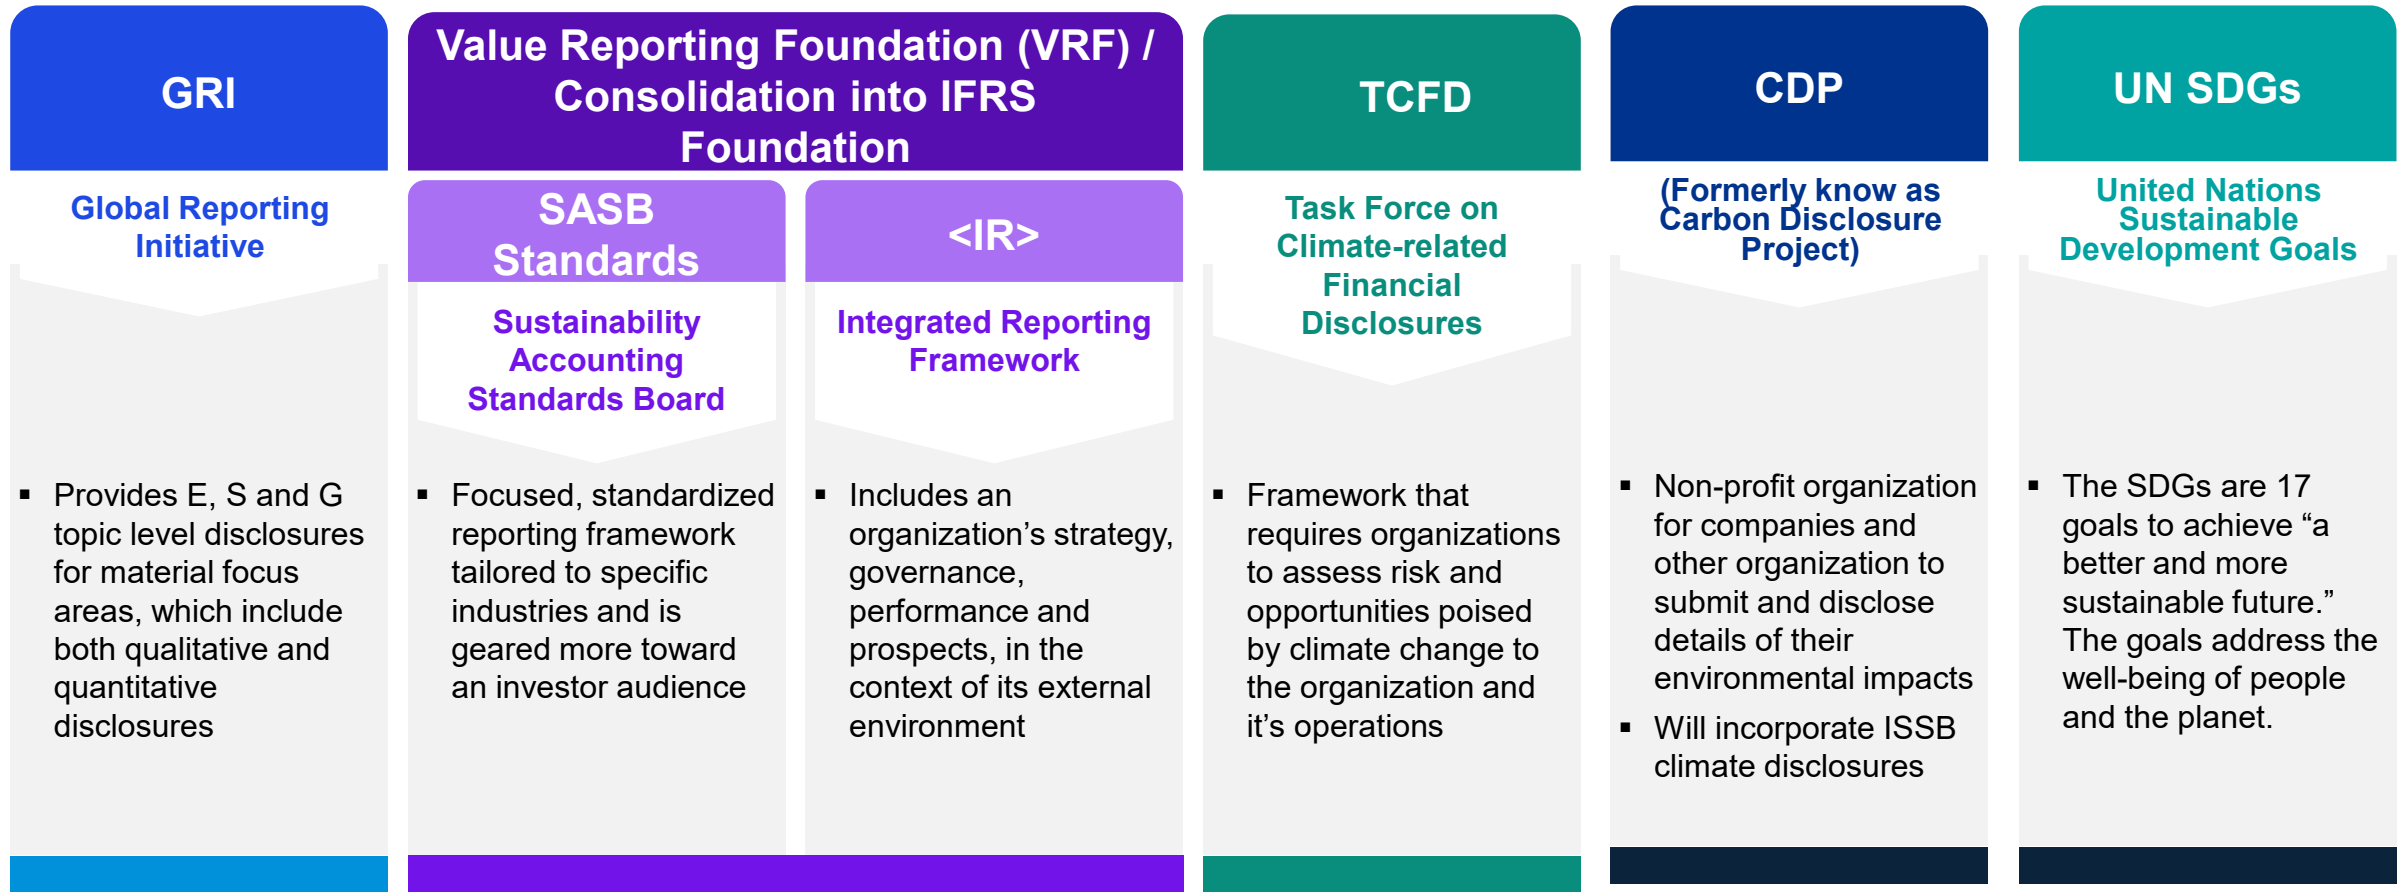 GRI
Global Reporting
Initiative
▪ Provides E, S and G
topic level disclosures
for material focus
areas, which include
both qualitative and
quantitative
disclosures
Value Reporting Foundation (VRF) /
Consolidation into IFRS
Foundation
SASB
Standards
Sustainability
Accounting
Standards Board
▪ Focused, standardized
reporting framework
tailored to specific
industries and is
geared more toward
an investor audience
<IR>
Integrated Reporting
Framework
▪ Includes an
organization’s strategy,
governance,
performance and
prospects, in the
context of its external
environment
TCFD
Task Force on
Climate-related
Financial
Disclosures
▪ Framework that
requires organizations
to assess risk and
opportunities poised
by climate change to
the organization and
it’s operations
CDP
(Formerly know as
Carbon Disclosure
Project)
▪ Non-profit organization
for companies and
other organization to
submit and disclose
details of their
environmental impacts
▪ Will incorporate ISSB
climate disclosures
UN SDGs
United Nations
Sustainable
Development Goals
▪ The SDGs are 17
goals to achieve “a
better and more
sustainable future.”
The goals address the
well-being of people
and the planet.